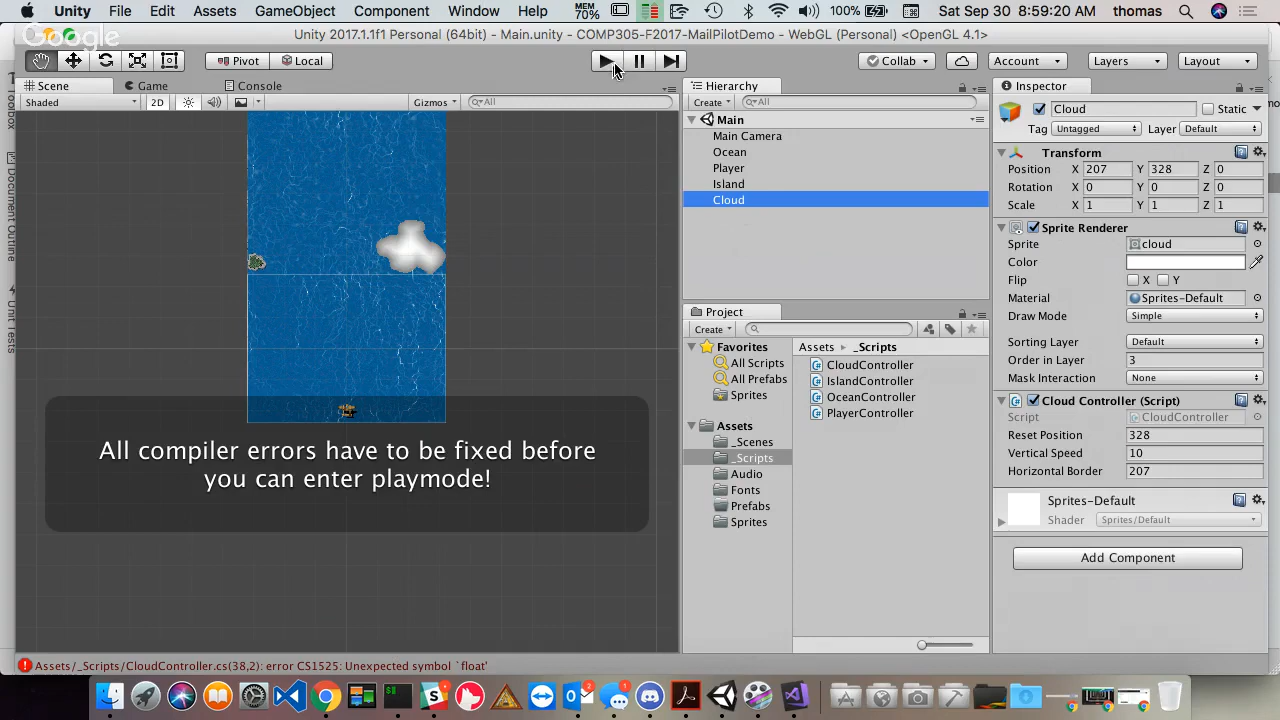 Unity File Edit Assets GameObject Component Window Help MEM 70% 100% Sat Sep 30 8:59:20 AM thomas
Google
Unity 2017.1.1f1 Personal (64bit) - Main.unity - COMP305-F2017-MailPilotDemo - WebGL (Personal) <OpenGL 4.1>
Pivot Local Collab Account Layers Layout
Scene Game Console
Shaded 2D Gizmos All
Toolbox
Document Outline
Unit Tests
All compiler errors have to be fixed before
you can enter playmode!
Hierarchy
Create All
Main
Main Camera
Ocean
Player
Island
Cloud
Project
Create
Favorites
All Scripts
All Prefabs
Sprites
Assets
_Scenes
_Scripts
Audio
Fonts
Prefabs
Sprites
Assets _Scripts
CloudController
IslandController
OceanController
PlayerController
Inspector
Cloud Static
Tag Untagged Layer Default
Transform
Position X 207 Y 328 Z 0
Rotation X 0 Y 0 Z 0
Scale X 1 Y 1 Z 1
Sprite Renderer
Sprite cloud
Color
Flip X Y
Material Sprites-Default
Draw Mode Simple
Sorting Layer Default
Order in Layer 3
Mask Interaction None
Cloud Controller (Script)
Script CloudController
Reset Position 328
Vertical Speed 10
Horizontal Border 207
Sprites-Default
Shader Sprites/Default
Add Component
Assets/_Scripts/CloudController.cs(38,2): error CS1525: Unexpected symbol `float'